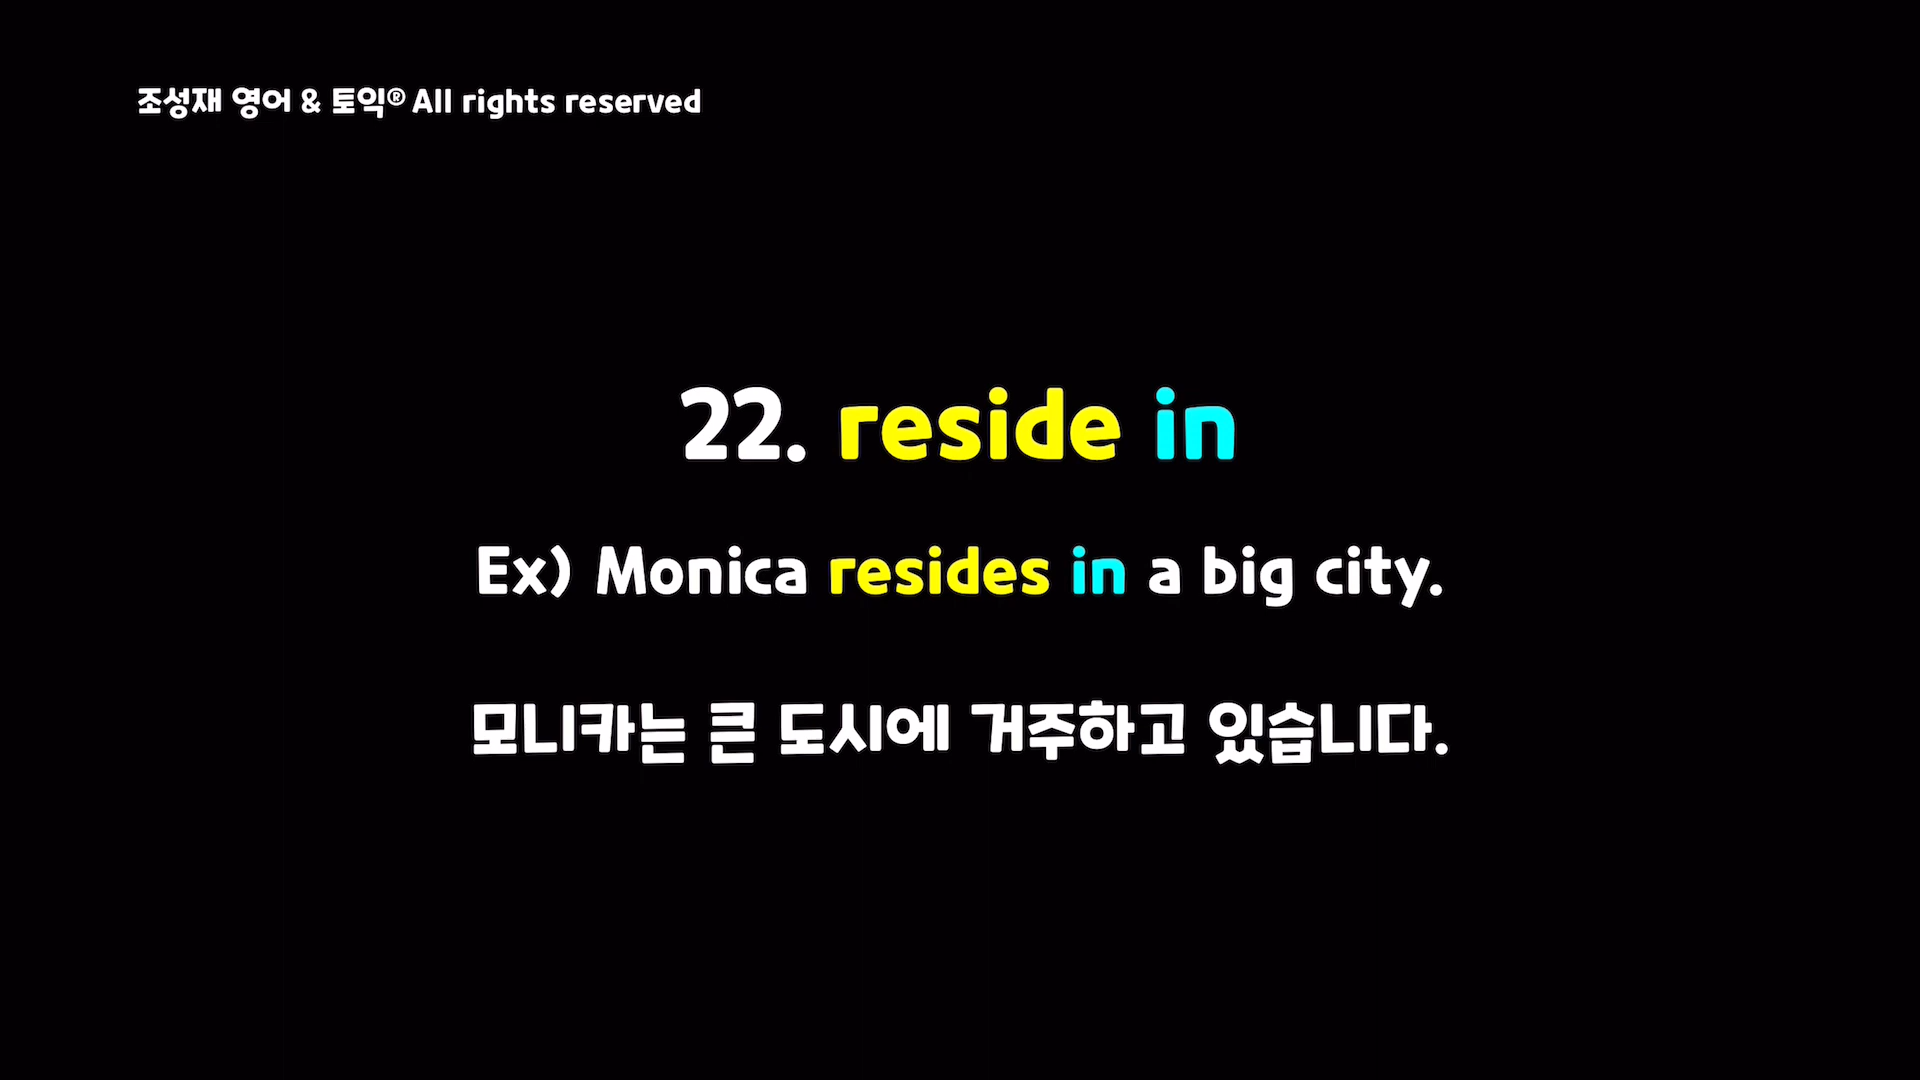 조성재 영어 & 토익® All rights reserved
22. reside in
Ex) Monica resides in a big city.
모니카는 큰 도시에 거주하고 있습니다.